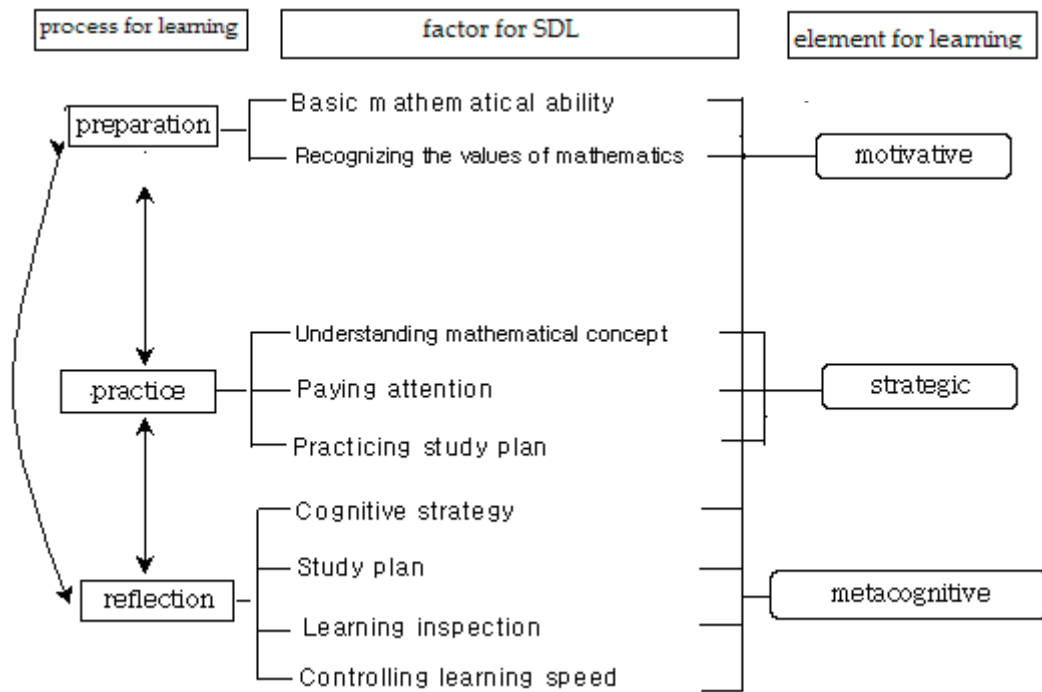 process for learning
factor for SDL
element for learning
preparation
Basic mathematical ability
Recognizing the values of mathematics
motivative
practice
Understanding mathematical concept
Paying attention
Practicing study plan
strategic
reflection
Cognitive strategy
Study plan
Learning inspection
Controlling learning speed
metacognitive